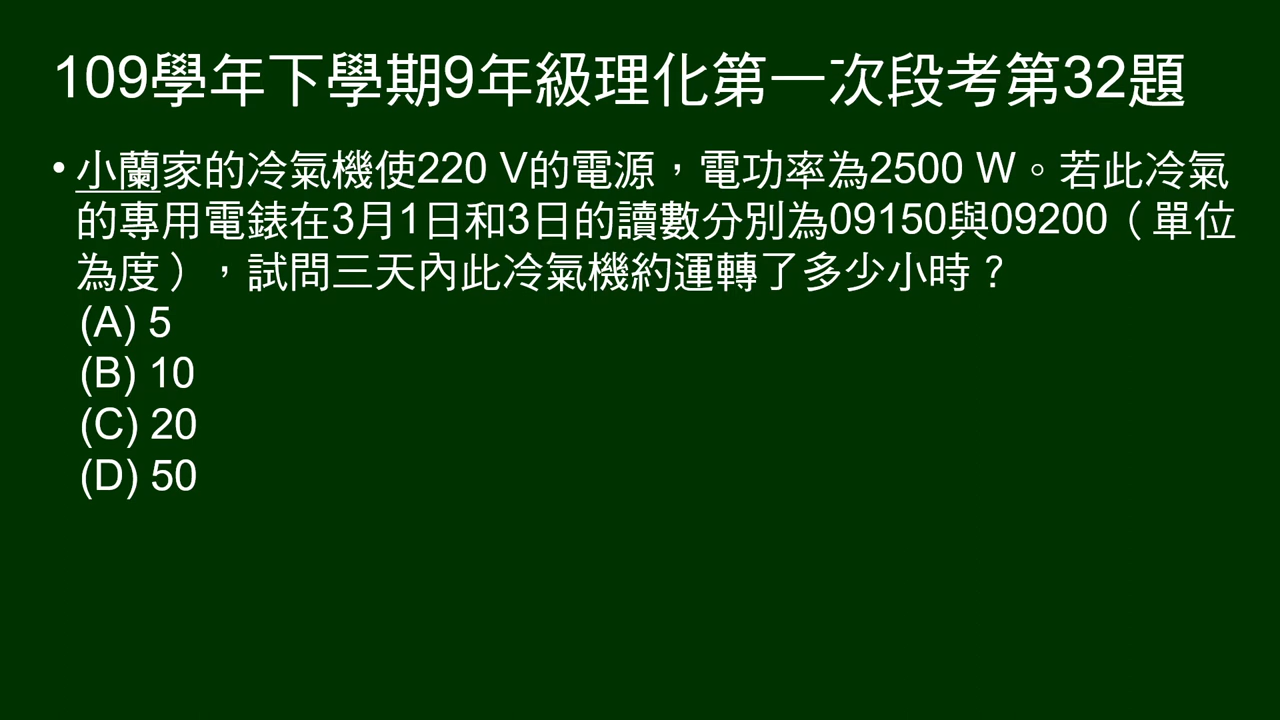 109學年下學期9年級理化第一次段考第32題
• 小蘭家的冷氣機使220 V的電源，電功率為2500 W。若此冷氣
的專用電錶在3月1日和3日的讀數分別為09150與09200（單位
為度），試問三天內此冷氣機約運轉了多少小時？
(A) 5
(B) 10
(C) 20
(D) 50